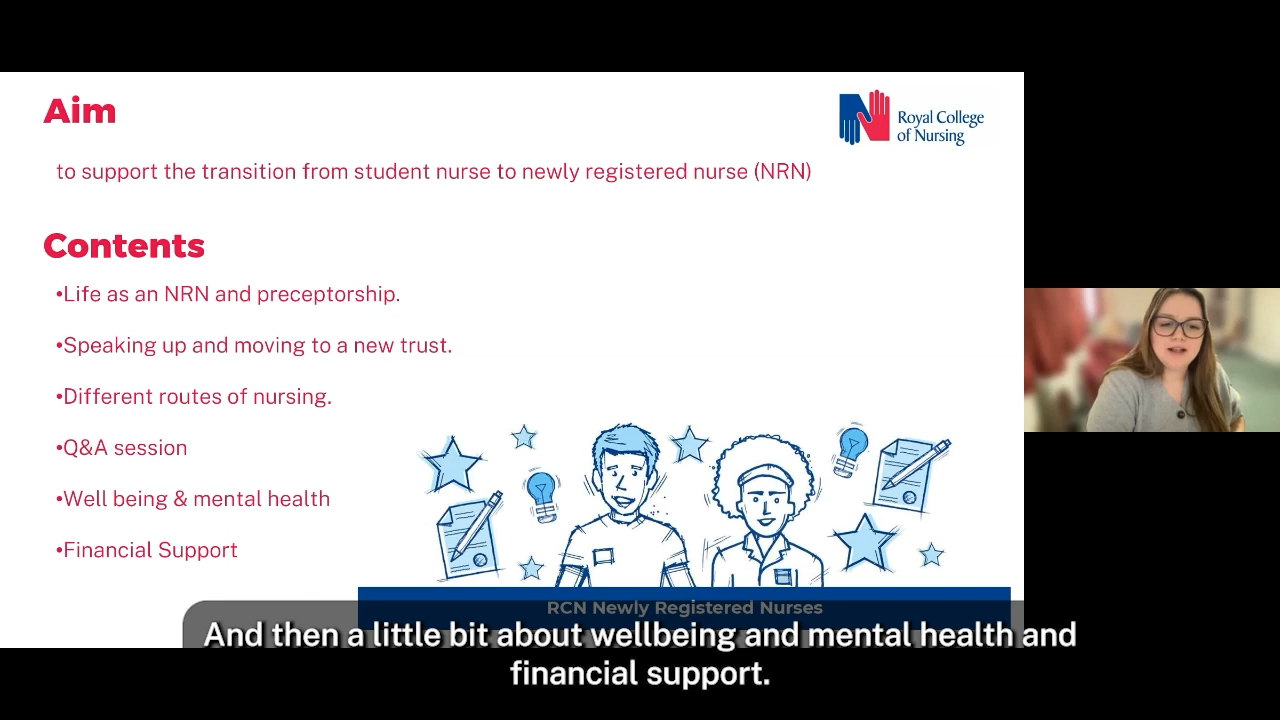 Aim
Royal College
of Nursing
to support the transition from student nurse to newly registered nurse (NRN)
Contents
•Life as an NRN and preceptorship.
•Speaking up and moving to a new trust.
•Different routes of nursing.
•Q&A session
•Well being & mental health
•Financial Support
RCN Newly Registered Nurses
And then a little bit about wellbeing and mental health and
financial support.